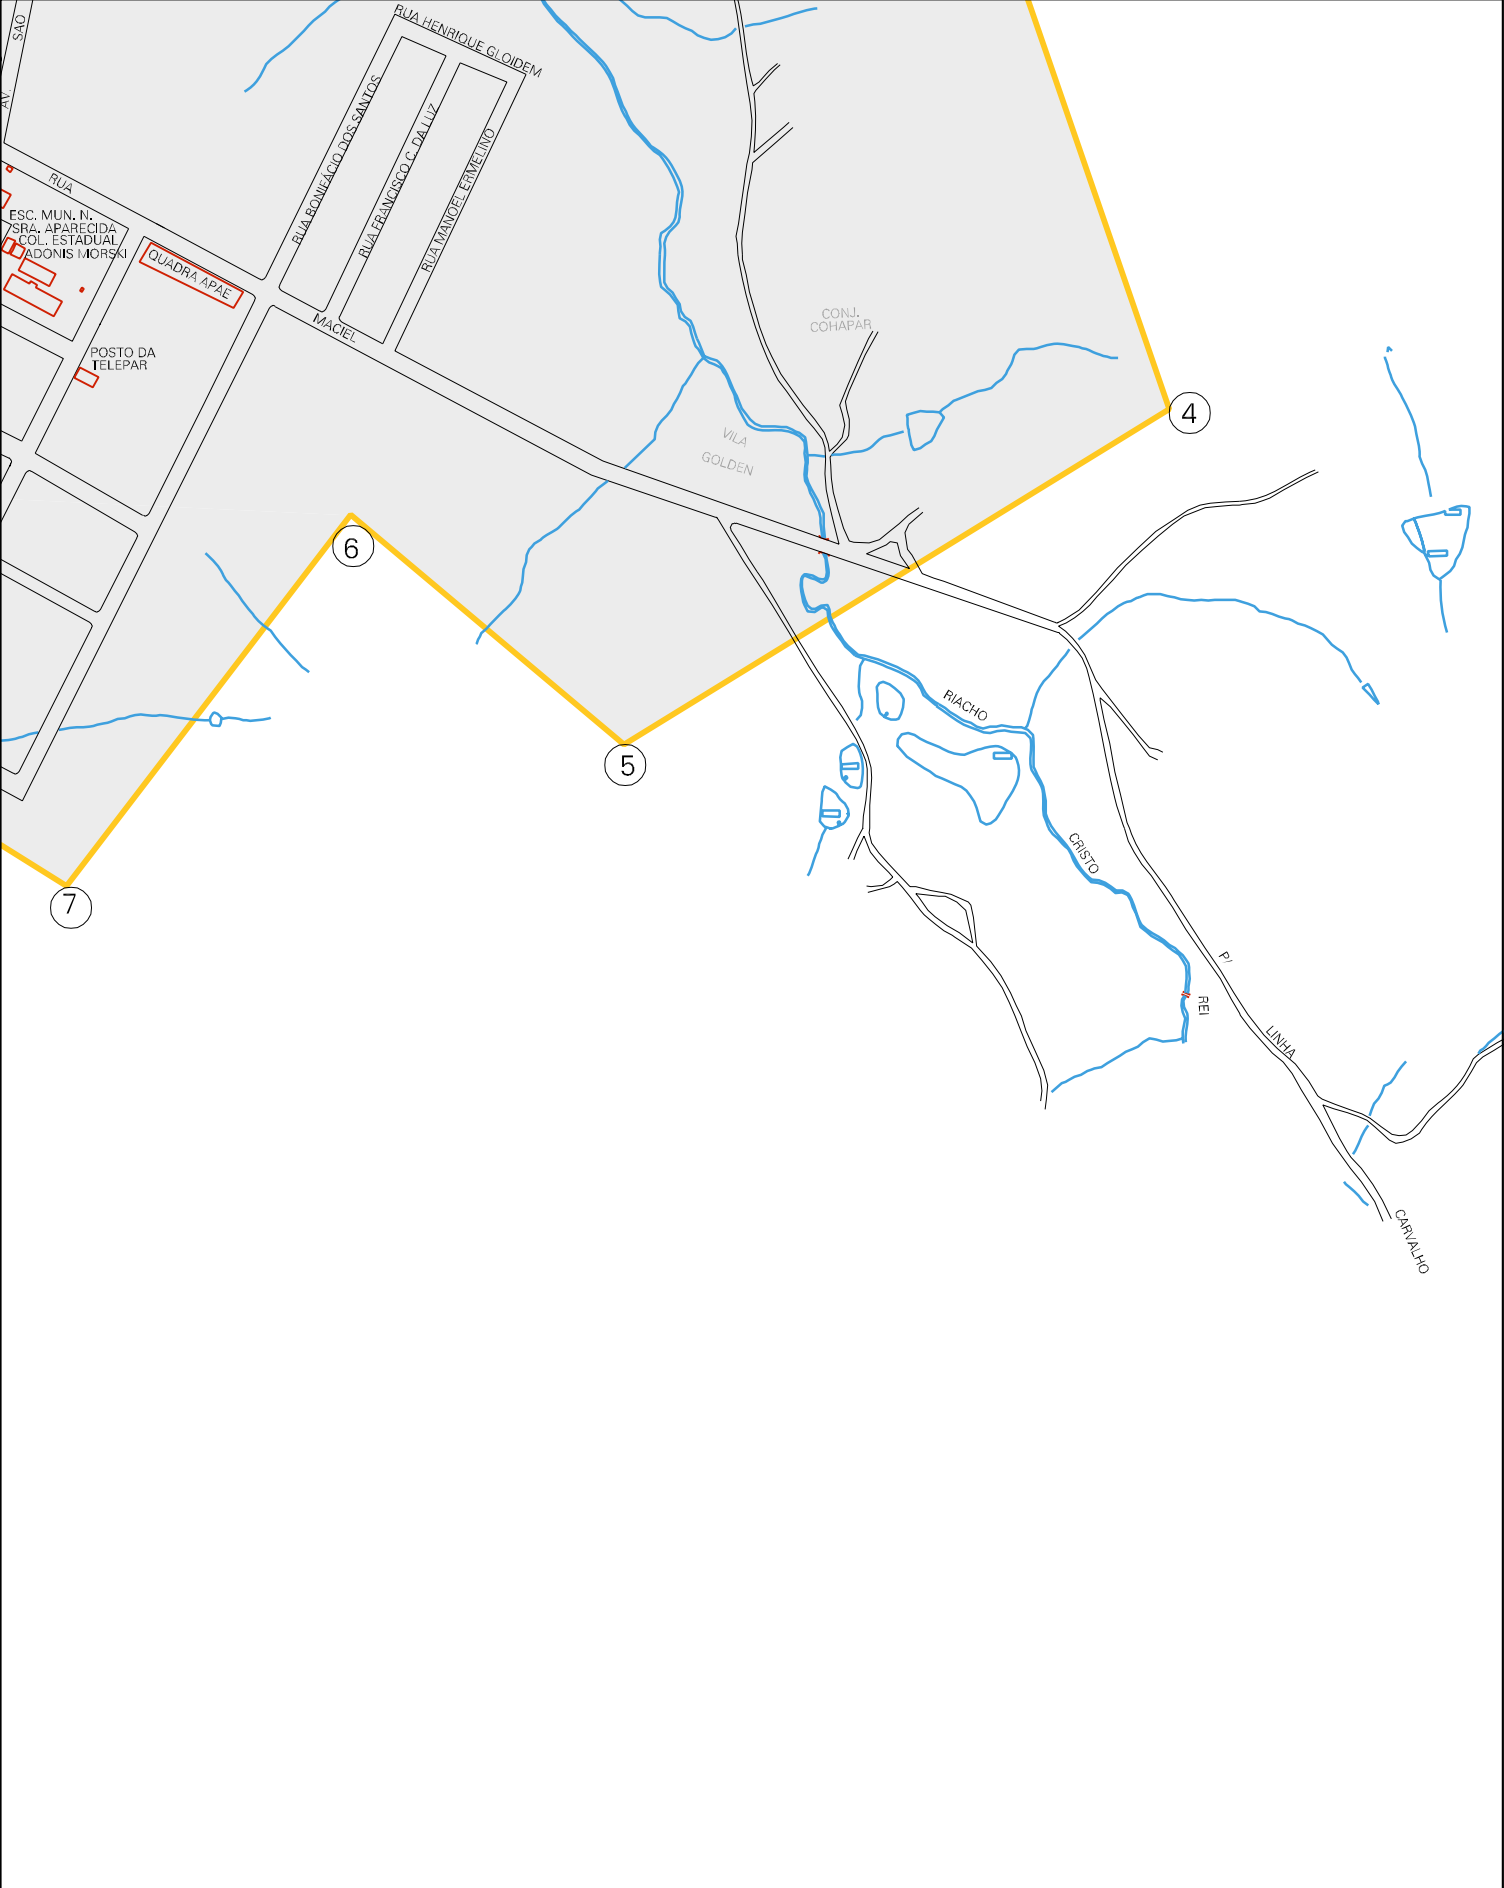 SAO
AV.
RUA HENRIQUE GLOIDEM
RUA BONIFÁCIO DOS SANTOS
RUA FRANCISCO C. DA LUZ
RUA MANOEL ERMELINO
RUA
ESC. MUN. N.
SRA. APARECIDA
COL. ESTADUAL
ADONIS MORSKI
QUADRA APAE
MACIEL
POSTO DA
TELEPAR
CONJ.
COHAPAR
VILA
GOLDEN
4
6
5
7
RIACHO
CRISTO
REI
P/
LINHA
CARVALHO